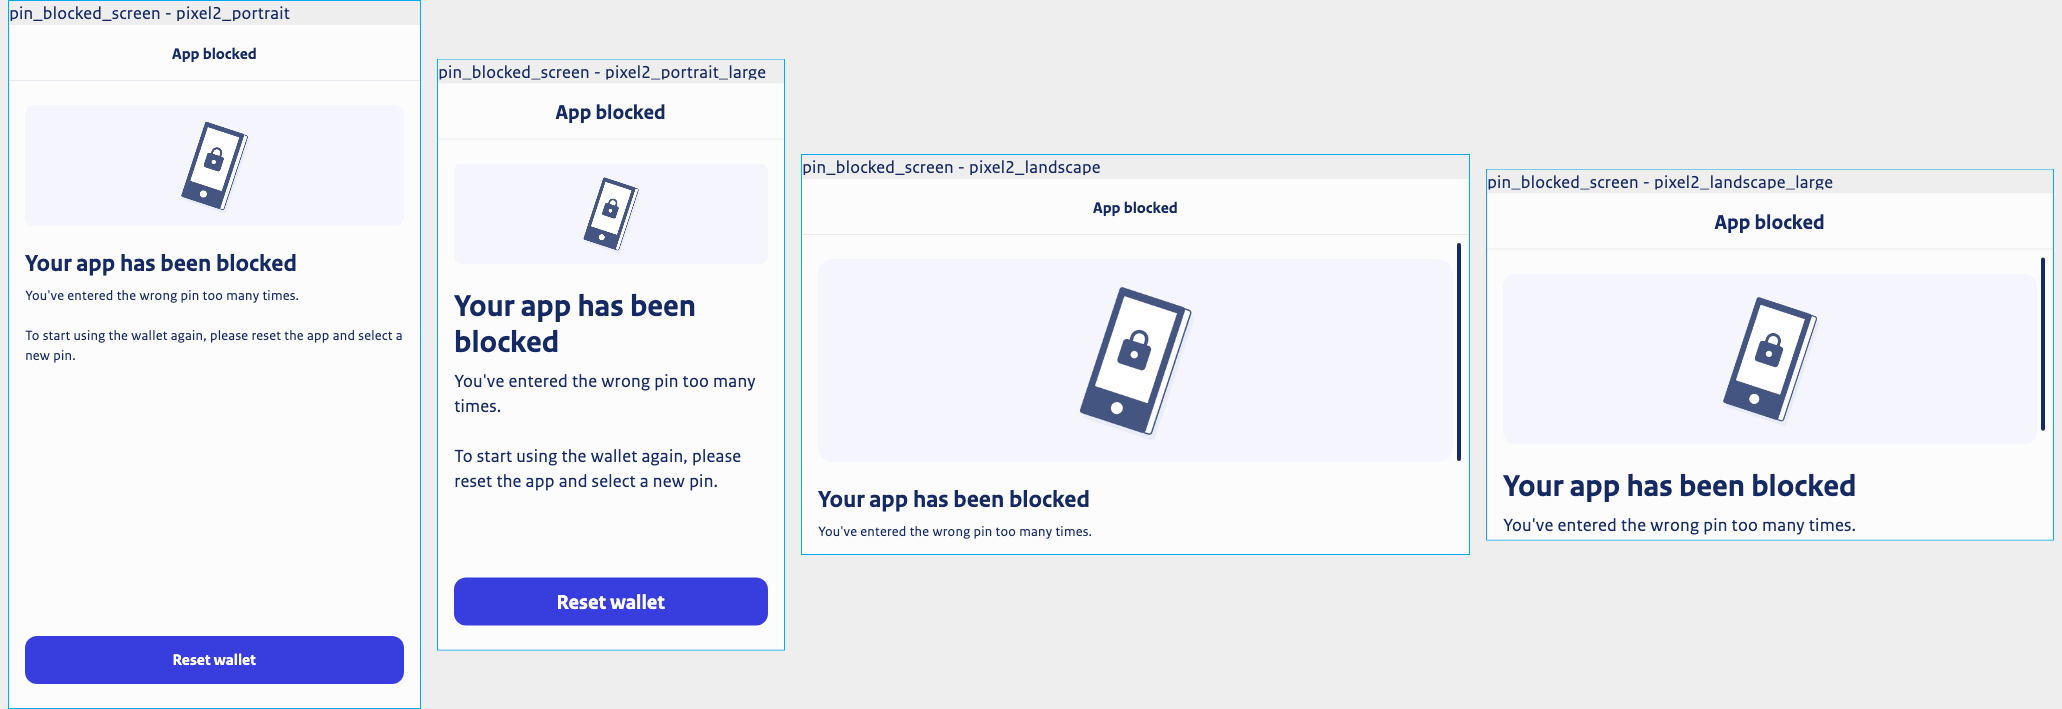 pin_blocked_screen - pixel2_portrait
App blocked
Your app has been blocked
You've entered the wrong pin too many times.
To start using the wallet again, please reset the app and select a
new pin.
Reset wallet
pin_blocked_screen - pixel2_portrait_large
App blocked
Your app has been
blocked
You've entered the wrong pin too many
times.
To start using the wallet again, please
reset the app and select a new pin.
Reset wallet
pin_blocked_screen - pixel2_landscape
App blocked
Your app has been blocked
You've entered the wrong pin too many times.
pin_blocked_screen - pixel2_landscape_large
App blocked
Your app has been blocked
You've entered the wrong pin too many times.